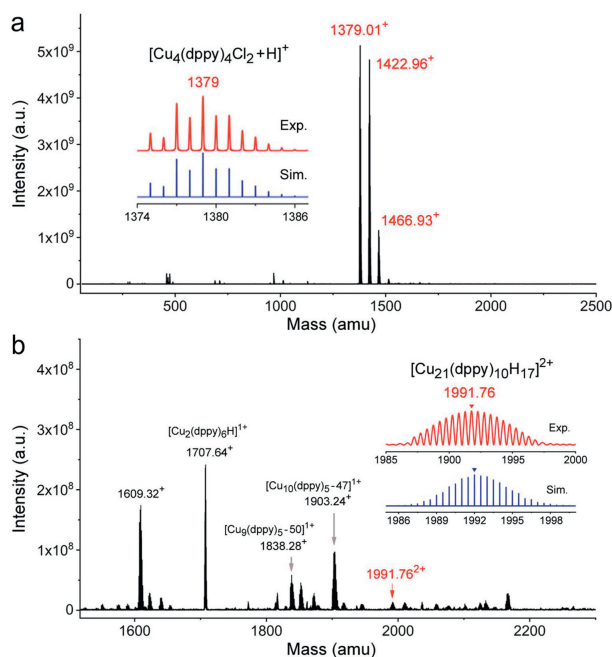 a
[Cu4(dppy)4Cl2+H]+
1379
Exp.
Sim.
1374
1380
1386
1379.01+
1422.96+
1466.93+
5x10^9
4x10^9
3x10^9
2x10^9
1x10^9
0
Intensity (a.u.)
500
1000
1500
2000
2500
Mass (amu)
b
[Cu21(dppy)10H17]2+
1991.76
Exp.
1985
1902
1995
2000
Sim.
1986
1989
1992
1995
1998
[Cu2(dppy)6H]1+
1707.64+
1609.32+
[Cu10(dppy)5-47]1+
1903.24+
[Cu9(dppy)5-50]1+
1838.28+
1991.76 2+
4x10^8
3x10^8
2x10^8
1x10^8
0
Intensity (a.u.)
1600
1800
2000
2200
Mass (amu)